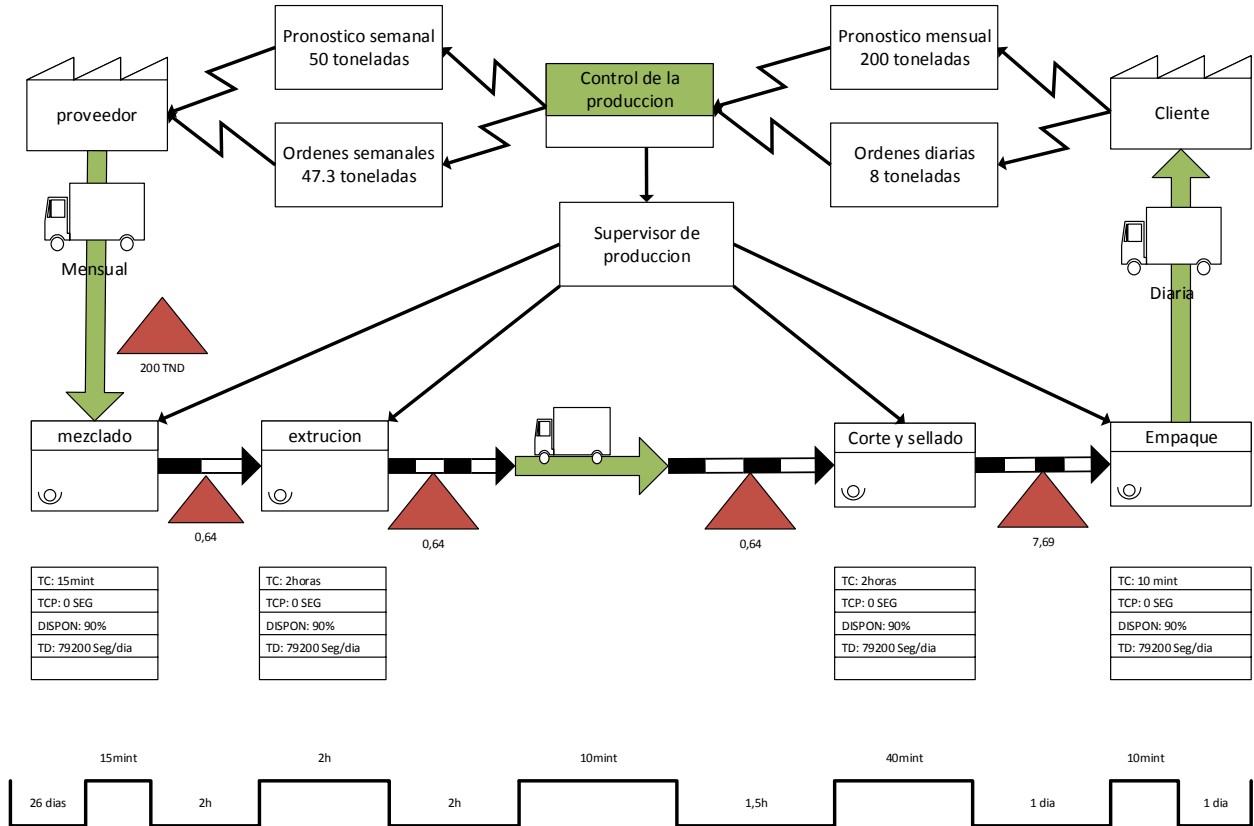 Pronostico semanal
50 toneladas
Pronostico mensual
200 toneladas
Control de la
produccion
proveedor
Cliente
Ordenes semanales
47.3 toneladas
Ordenes diarias
8 toneladas
Supervisor de
produccion
Mensual
Diaria
200 TND
mezclado
extrucion
Corte y sellado
Empaque
0,64
0,64
0,64
7,69
TC: 15mint
TCP: 0 SEG
DISPON: 90%
TD: 79200 Seg/dia
TC: 2horas
TCP: 0 SEG
DISPON: 90%
TD: 79200 Seg/dia
TC: 2horas
TCP: 0 SEG
DISPON: 90%
TD: 79200 Seg/dia
TC: 10 mint
TCP: 0 SEG
DISPON: 90%
TD: 79200 Seg/dia
15mint
2h
10mint
40mint
10mint
26 dias
2h
2h
1,5h
1 dia
1 dia